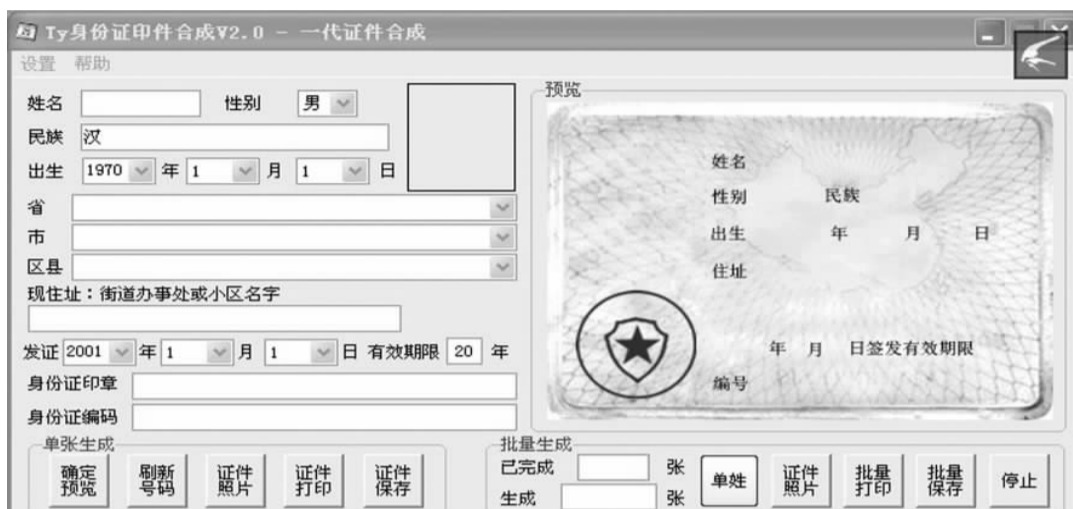 Ty身份证印件合成V2.0 - 一代证件合成
设置 帮助
姓名 性别 男
民族 汉
出生 1970 年 1 月 1 日
省
市
区县
现住址：街道办事处或小区名字
发证 2001 年 1 月 1 日 有效期限 20 年
身份证印章
身份证编码
预览
姓名
性别 民族
出生 年 月 日
住址
年 月 日签发有效期限
编号
单张生成
确定预览 刷新号码 证件照片 证件打印 证件保存
批量生成
已完成 张
生成 张
单姓 证件照片 批量打印 批量保存 停止